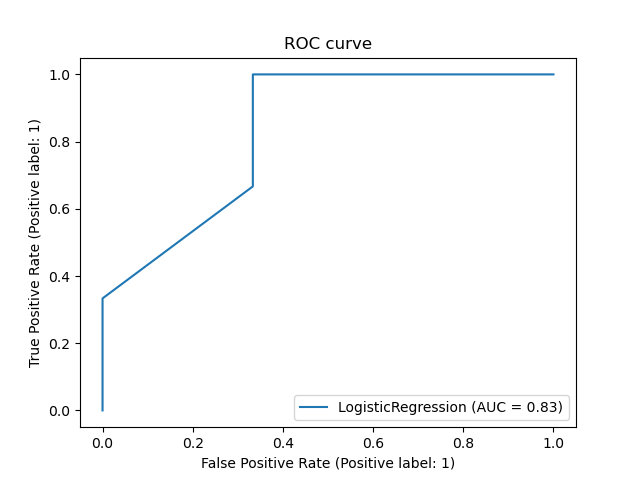 ROC curve
1.0
0.8
0.6
0.4
0.2
0.0
True Positive Rate (Positive label: 1)
LogisticRegression (AUC = 0.83)
0.0 0.2 0.4 0.6 0.8 1.0
False Positive Rate (Positive label: 1)